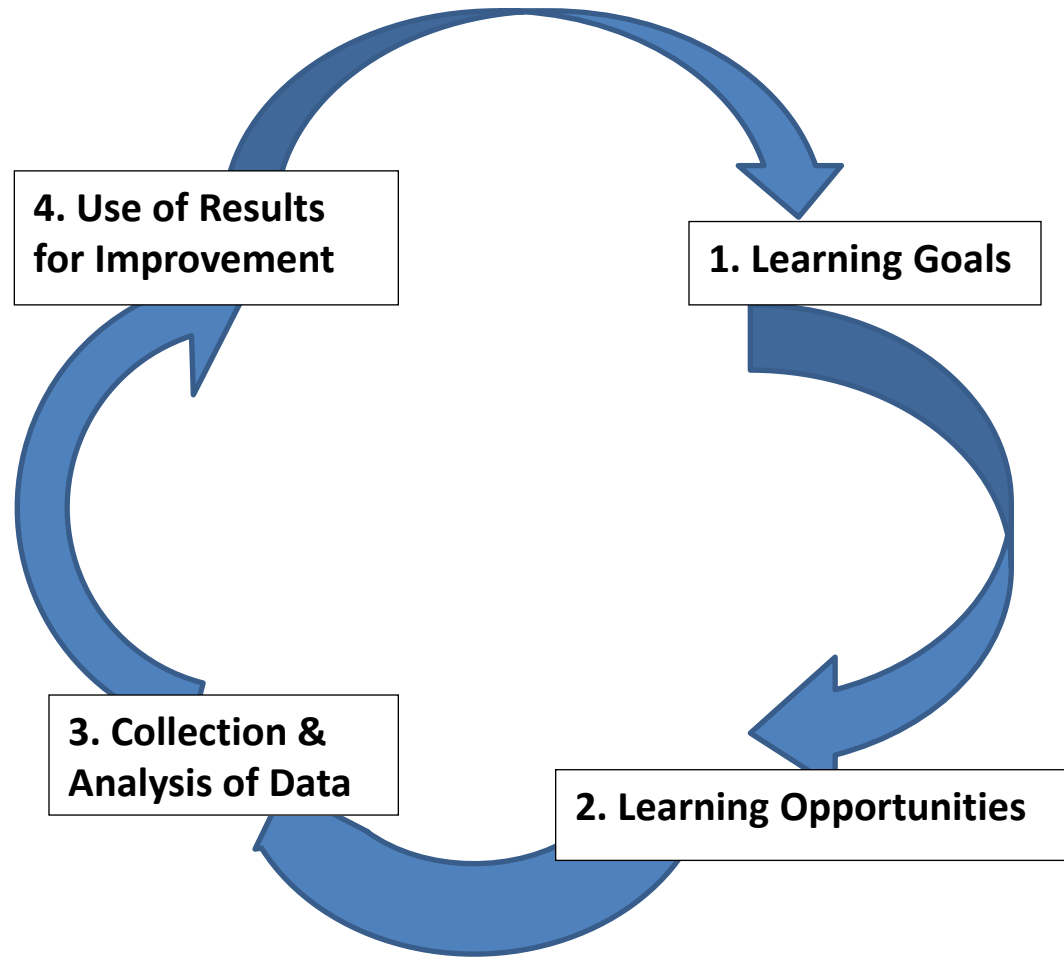 1. Learning Goals
2. Learning Opportunities
3. Collection &
Analysis of Data
4. Use of Results
for Improvement